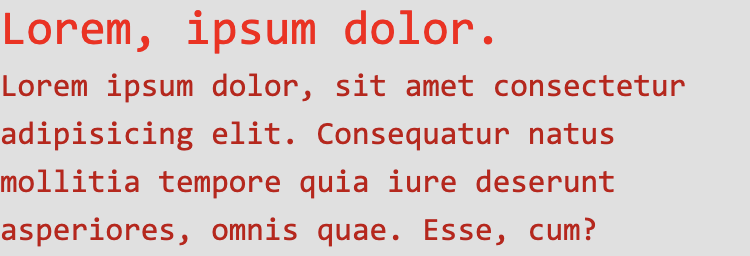 Lorem, ipsum dolor.
Lorem ipsum dolor, sit amet consectetur
adipisicing elit. Consequatur natus
mollitia tempore quia iure deserunt
asperiores, omnis quae. Esse, cum?